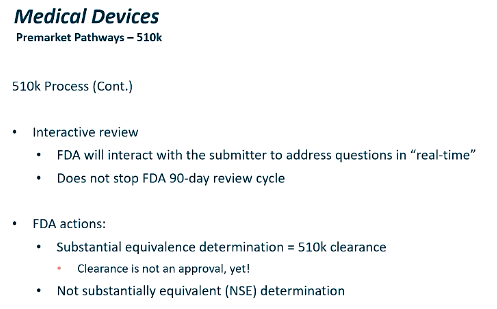 Medical Devices
Premarket Pathways – 510k
510k Process (Cont.)
• Interactive review
• FDA will interact with the submitter to address questions in "real-time"
• Does not stop FDA 90-day review cycle
• FDA actions:
• Substantial equivalence determination = 510k clearance
• Clearance is not an approval, yet!
• Not substantially equivalent (NSE) determination